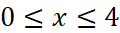 0 ≤ 𝑥 ≤ 4